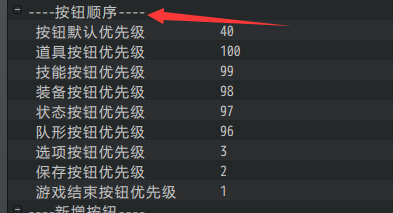 ----按钮顺序----
按钮默认优先级 40
道具按钮优先级 100
技能按钮优先级 99
装备按钮优先级 98
状态按钮优先级 97
队形按钮优先级 96
选项按钮优先级 3
保存按钮优先级 2
游戏结束按钮优先级 1
----新增按钮----